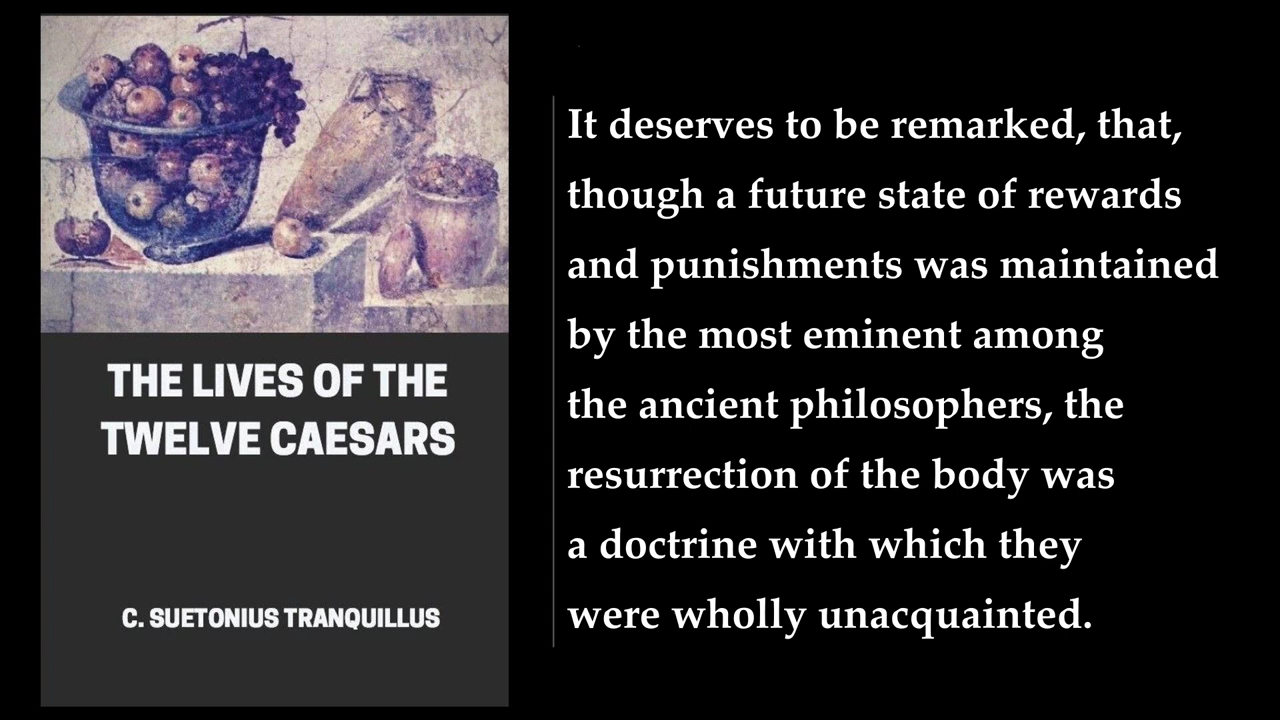 THE LIVES OF THE
TWELVE CAESARS
C. SUETONIUS TRANQUILLUS
It deserves to be remarked, that,
though a future state of rewards
and punishments was maintained
by the most eminent among
the ancient philosophers, the
resurrection of the body was
a doctrine with which they
were wholly unacquainted.